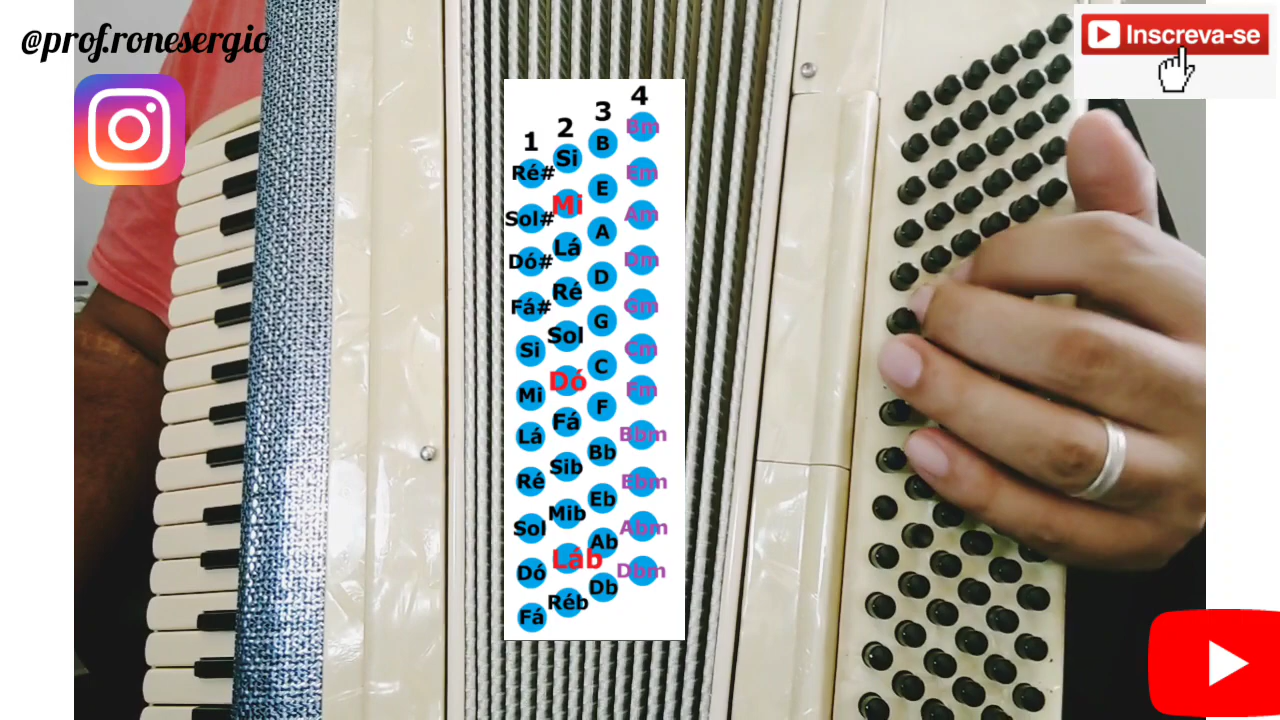 @prof.ronesergio
Inscreva-se
1 2 3 4
Ré# Si B Bm
Sol# Mi E Em
Dó# Lá A Am
Fá# Ré D Dm
Si Sol G Gm
Mi Dó C Cm
Lá Fá F Fm
Ré Sib Bb Bbm
Sol Mib Eb Ebm
Dó Láb Ab Abm
Fá Réb Db Dbm